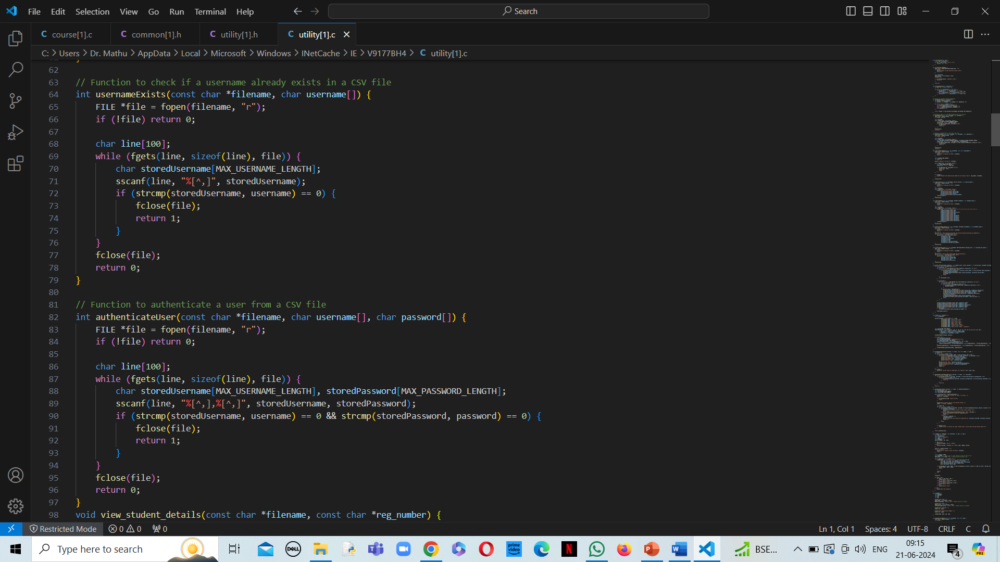 File Edit Selection View Go Run Terminal Help
Search
C course[1].c
C common[1].h
C utility[1].h
C utility[1].c
C: > Users > Dr. Mathu > AppData > Local > Microsoft > Windows > INetCache > IE > V9177BH4 > C utility[1].c
62
63 // Function to check if a username already exists in a CSV file
64 int usernameExists(const char *filename, char username[]) {
65 FILE *file = fopen(filename, "r");
66 if (!file) return 0;
67
68 char line[100];
69 while (fgets(line, sizeof(line), file)) {
70 char storedUsername[MAX_USERNAME_LENGTH];
71 sscanf(line, "%[^,]", storedUsername);
72 if (strcmp(storedUsername, username) == 0) {
73 fclose(file);
74 return 1;
75 }
76 }
77 fclose(file);
78 return 0;
79 }
80
81 // Function to authenticate a user from a CSV file
82 int authenticateUser(const char *filename, char username[], char password[]) {
83 FILE *file = fopen(filename, "r");
84 if (!file) return 0;
85
86 char line[100];
87 while (fgets(line, sizeof(line), file)) {
88 char storedUsername[MAX_USERNAME_LENGTH], storedPassword[MAX_PASSWORD_LENGTH];
89 sscanf(line, "%[^,],%[^,]", storedUsername, storedPassword);
90 if (strcmp(storedUsername, username) == 0 && strcmp(storedPassword, password) == 0) {
91 fclose(file);
92 return 1;
93 }
94 }
95 fclose(file);
96 return 0;
97 }
98 void view_student_details(const char *filename, const char *reg_number) {
Restricted Mode 0 0 0
Ln 1, Col 1 Spaces: 4 UTF-8 CRLF C
Type here to search
DELL
prime video
N
BSE...
ENG
09:15
21-06-2024
4
PRE